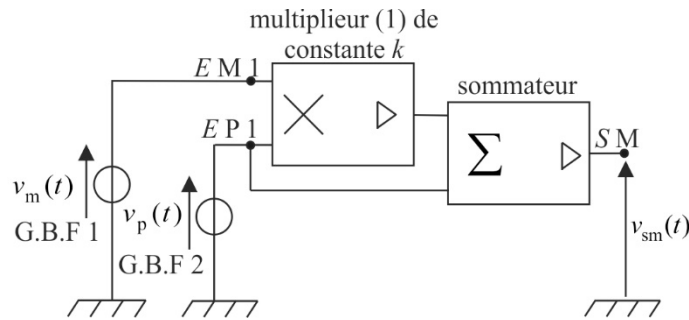 multiplieur (1) de
constante k
E M 1
sommateur
E P 1
S M
Σ
v_m(t)
v_p(t)
v_sm(t)
G.B.F 1
G.B.F 2